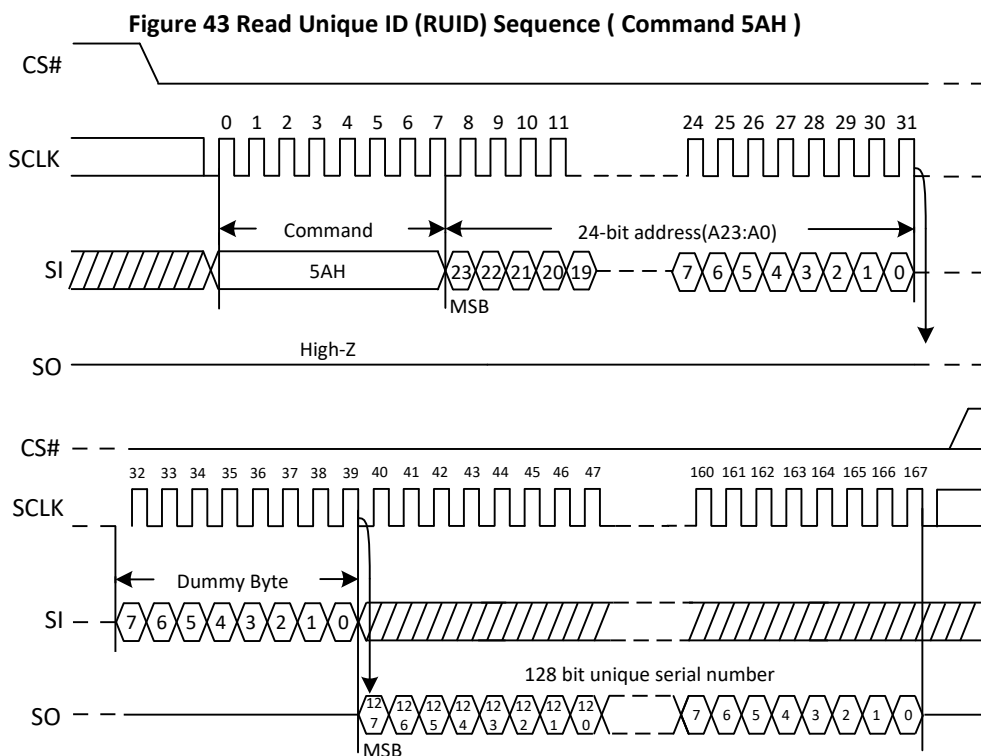 Figure 43 Read Unique ID (RUID) Sequence ( Command 5AH )
CS#
0 1 2 3 4 5 6 7 8 9 10 11 24 25 26 27 28 29 30 31
SCLK
Command 24-bit address(A23:A0)
SI 5AH 23 22 21 20 19 7 6 5 4 3 2 1 0
MSB
High-Z
SO
CS#
32 33 34 35 36 37 38 39 40 41 42 43 44 45 46 47 160 161 162 163 164 165 166 167
SCLK
Dummy Byte
SI 7 6 5 4 3 2 1 0
128 bit unique serial number
SO 127 126 125 124 123 122 121 120 7 6 5 4 3 2 1 0
MSB